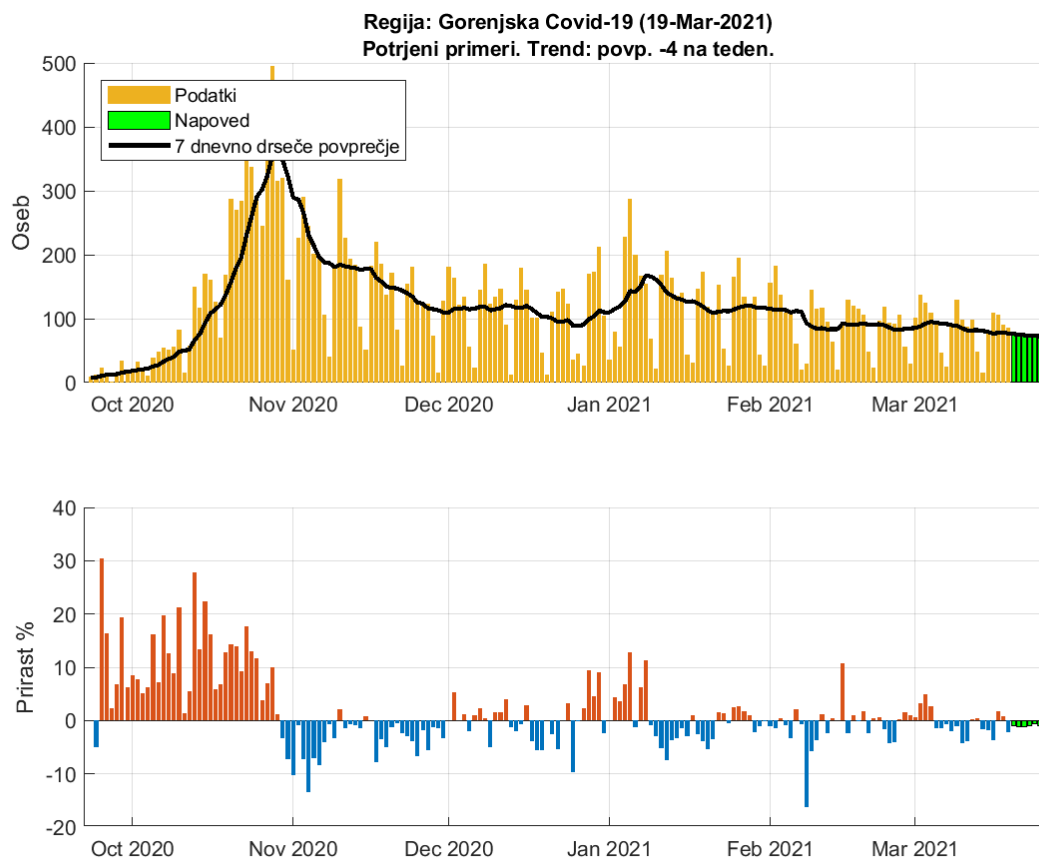 Regija: Gorenjska Covid-19 (19-Mar-2021)
Potrjeni primeri. Trend: povp. -4 na teden.
500
400
300
200
100
0
Oseb
Podatki
Napoved
7 dnevno drseče povprečje
Oct 2020 Nov 2020 Dec 2020 Jan 2021 Feb 2021 Mar 2021
40
30
20
10
0
-10
-20
Prirast %
Oct 2020 Nov 2020 Dec 2020 Jan 2021 Feb 2021 Mar 2021